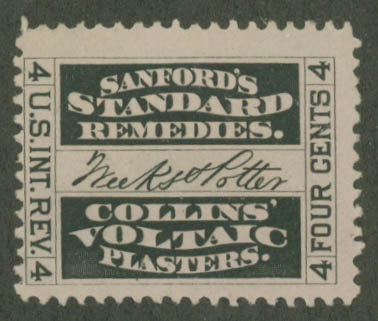 4 U.S. INT. REV. 4
SANFORD'S
STANDARD
REMEDIES.
Weeks & Potter
COLLINS'
VOLTAIC
PLASTERS.
4 FOUR CENTS 4